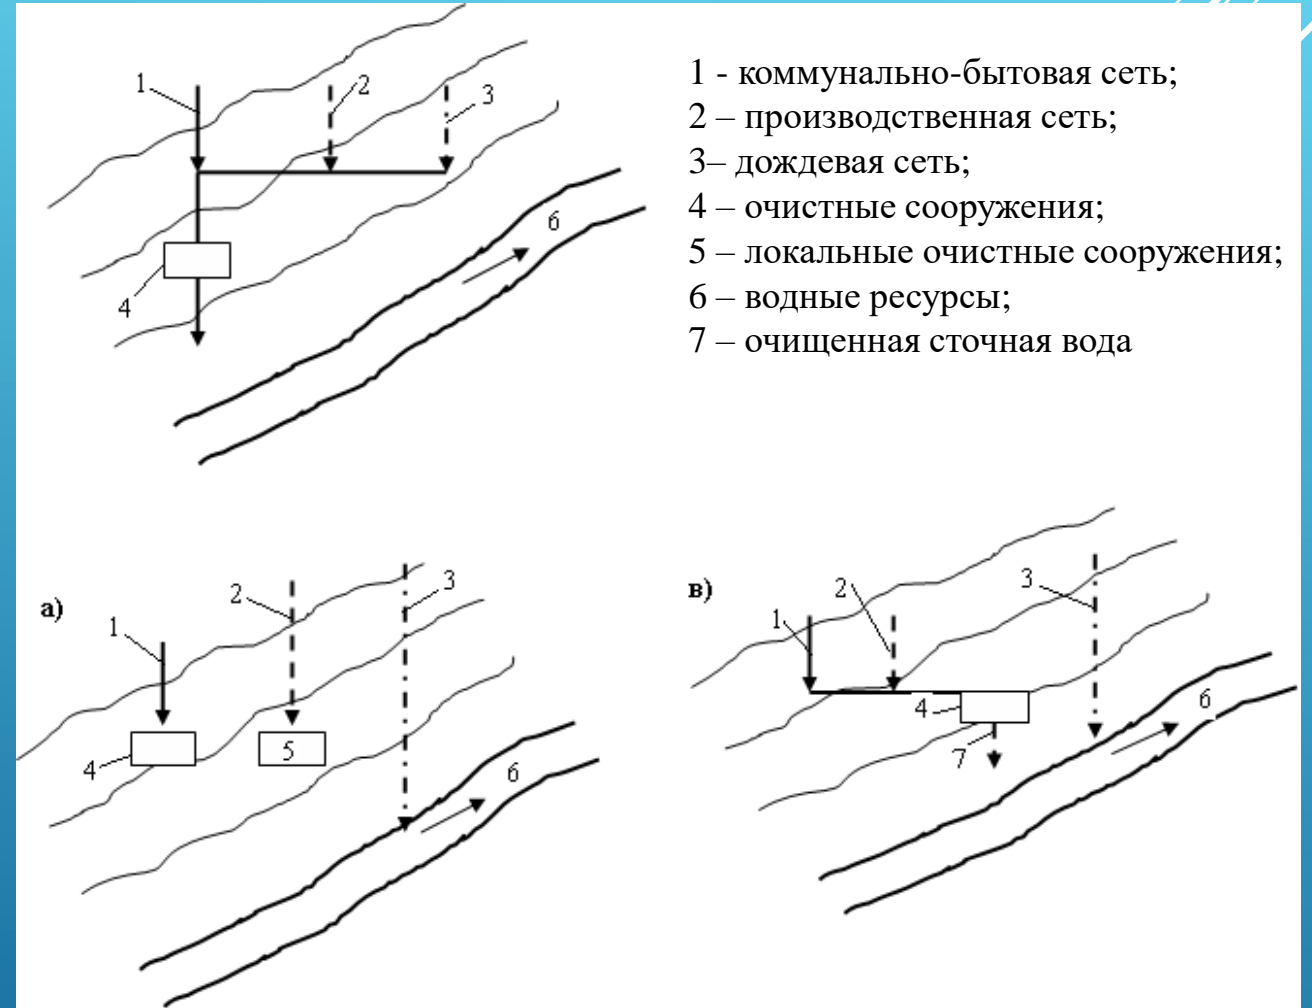 1
2
3
4
6
1 - коммунально-бытовая сеть;
2 – производственная сеть;
3– дождевая сеть;
4 – очистные сооружения;
5 – локальные очистные сооружения;
6 – водные ресурсы;
7 – очищенная сточная вода
а)
1
2
3
4
5
6
в)
1
2
3
4
6
7